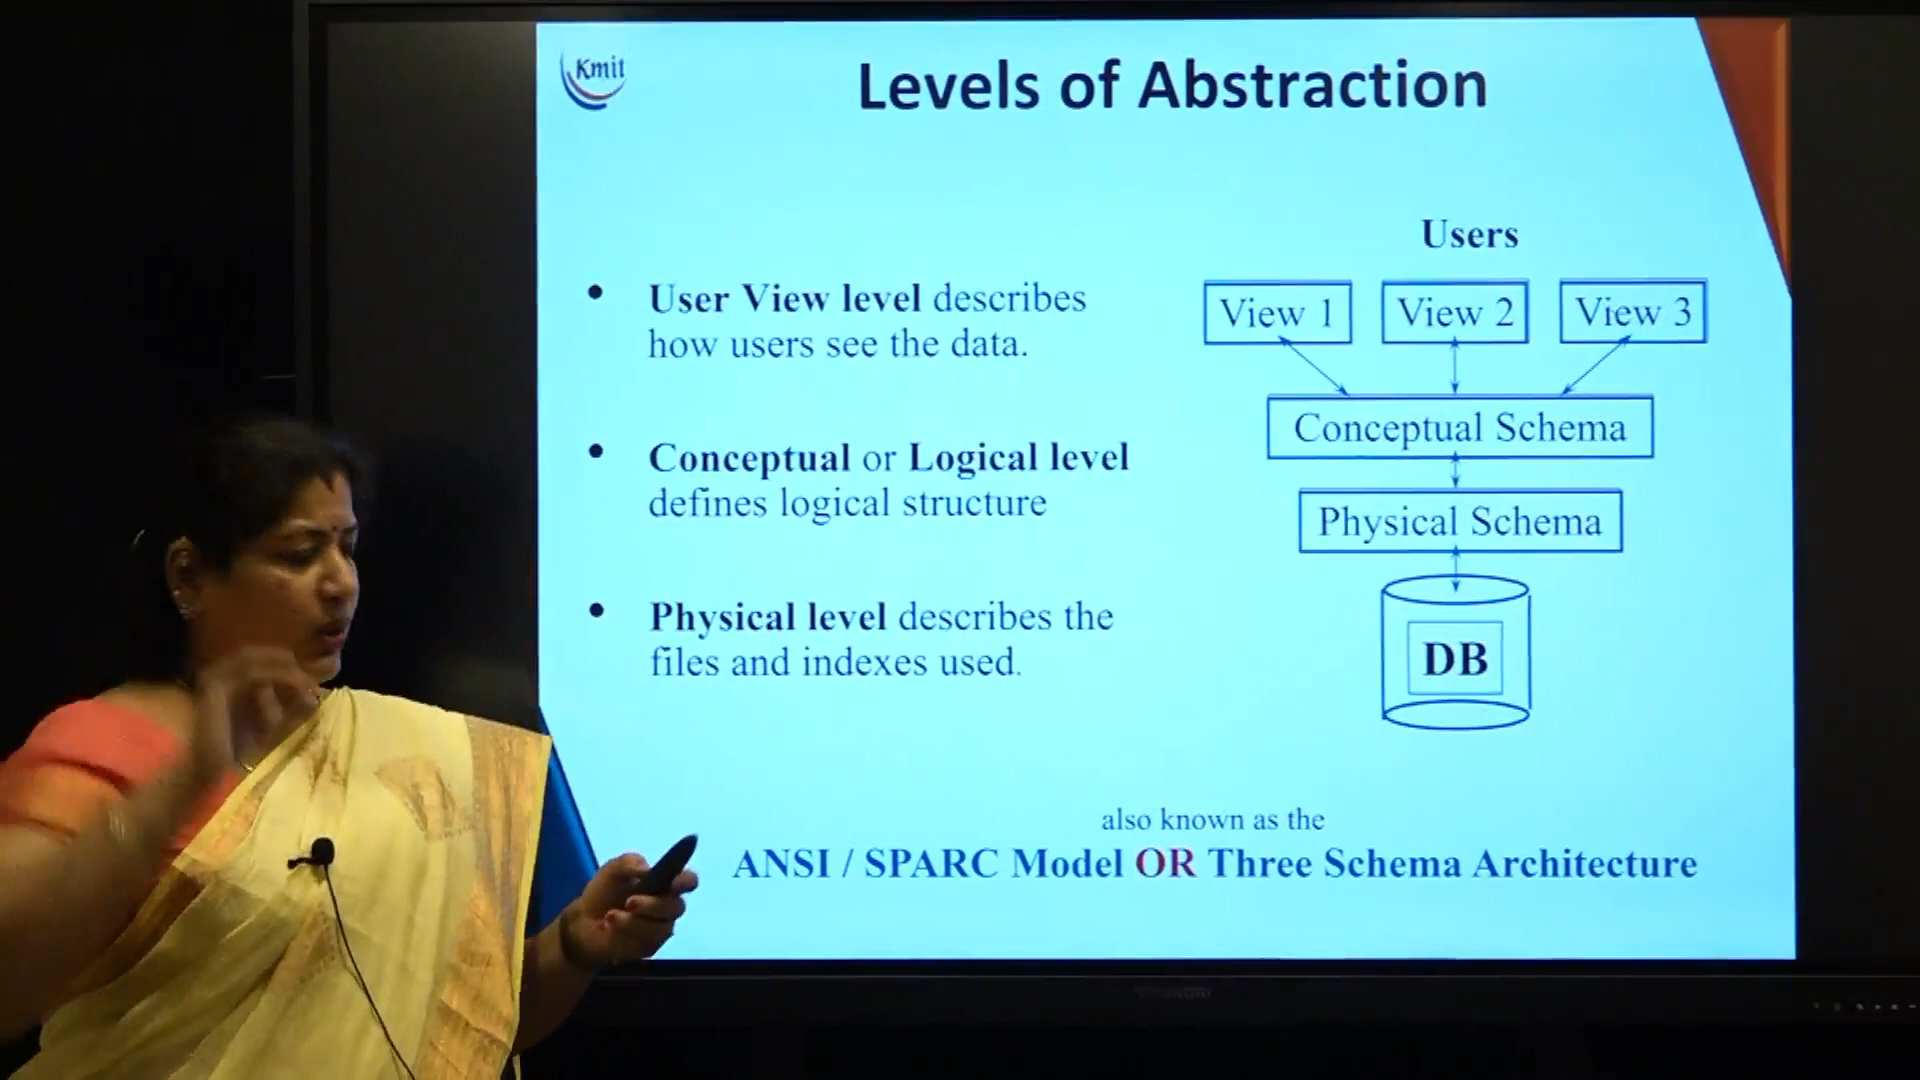 Kmit
Levels of Abstraction
• User View level describes
how users see the data.
• Conceptual or Logical level
defines logical structure
• Physical level describes the
files and indexes used.
Users
View 1 View 2 View 3
Conceptual Schema
Physical Schema
DB
also known as the
ANSI / SPARC Model OR Three Schema Architecture